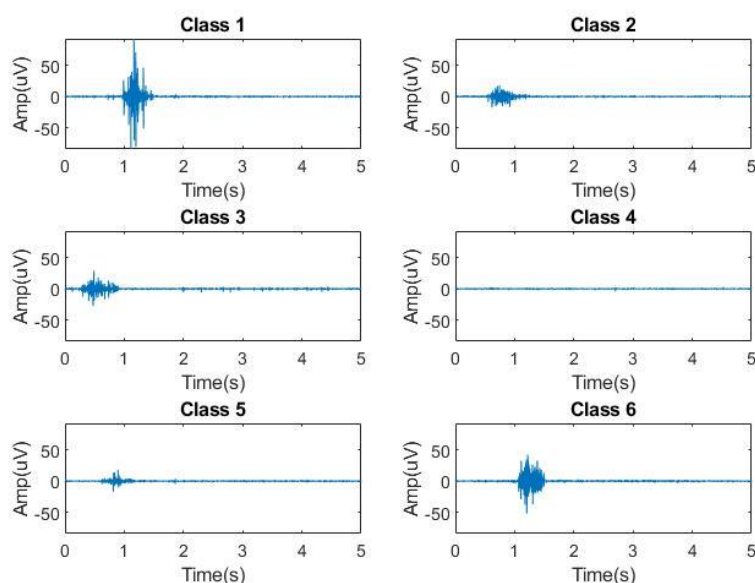 Class 1
50
0
-50
Amp(uV)
0 1 2 3 4 5
Time(s)
Class 2
50
0
-50
Amp(uV)
0 1 2 3 4 5
Time(s)
Class 3
50
0
-50
Amp(uV)
0 1 2 3 4 5
Time(s)
Class 4
50
0
-50
Amp(uV)
0 1 2 3 4 5
Time(s)
Class 5
50
0
-50
Amp(uV)
0 1 2 3 4 5
Time(s)
Class 6
50
0
-50
Amp(uV)
0 1 2 3 4 5
Time(s)